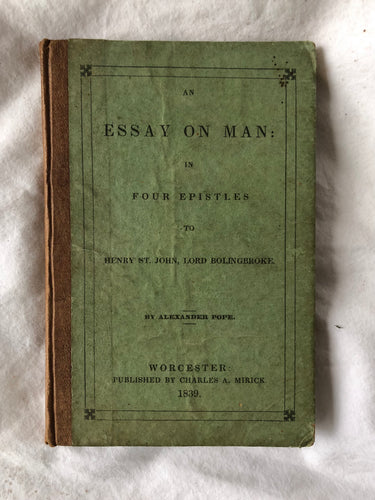 AN
ESSAY ON MAN:
IN
FOUR EPISTLES
TO
HENRY ST. JOHN, LORD BOLINGBROKE.
BY ALEXANDER POPE.
WORCESTER:
PUBLISHED BY CHARLES A. MIRICK
1839.